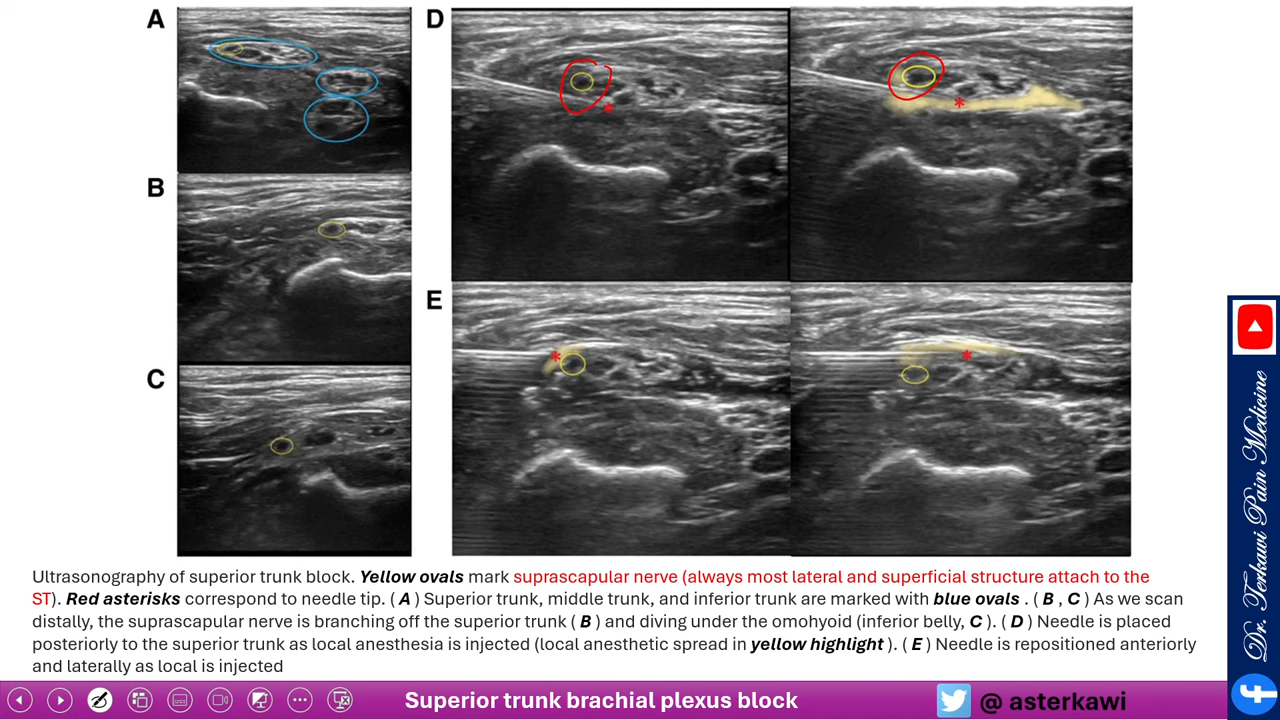 A
B
C
D
E
*
*
*
*
Ultrasonography of superior trunk block. Yellow ovals mark suprascapular nerve (always most lateral and superficial structure attach to the
ST). Red asterisks correspond to needle tip. ( A ) Superior trunk, middle trunk, and inferior trunk are marked with blue ovals . ( B , C ) As we scan
distally, the suprascapular nerve is branching off the superior trunk ( B ) and diving under the omohyoid (inferior belly, C ). ( D ) Needle is placed
posteriorly to the superior trunk as local anesthesia is injected (local anesthetic spread in yellow highlight ). ( E ) Needle is repositioned anteriorly
and laterally as local is injected
Superior trunk brachial plexus block
@ asterkawi
Dr. Terkawi Pain Medicine